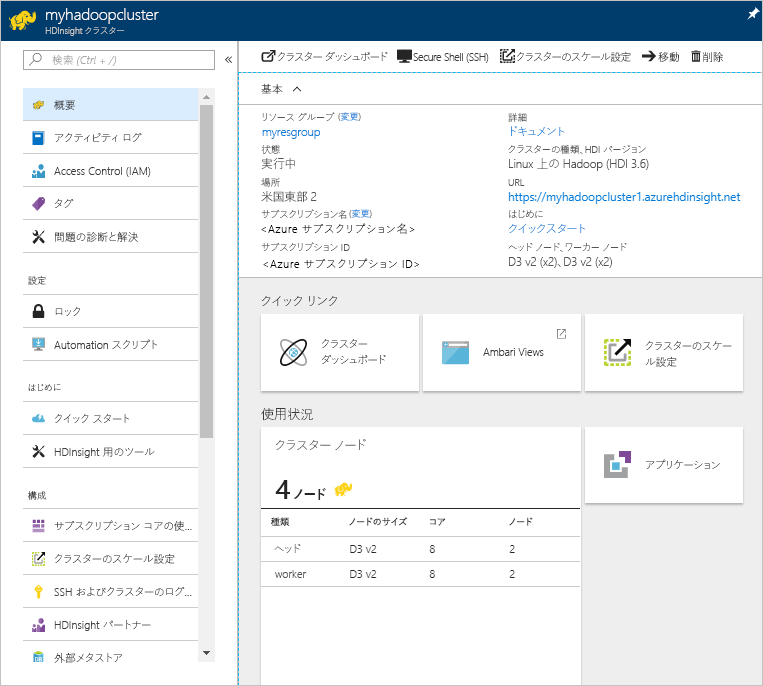 myhadoopcluster
HDInsight クラスター
検索 (Ctrl + /)
概要
アクティビティ ログ
Access Control (IAM)
タグ
問題の診断と解決
設定
ロック
Automation スクリプト
はじめに
クイック スタート
HDInsight 用のツール
構成
サブスクリプション コアの使...
クラスターのスケール設定
SSH およびクラスターのログ...
HDInsight パートナー
外部メタストア
クラスター ダッシュボード Secure Shell (SSH) クラスターのスケール設定 移動 削除
基本
リソース グループ (変更)
myresgroup
状態
実行中
場所
米国東部 2
サブスクリプション名 (変更)
<Azure サブスクリプション名>
サブスクリプション ID
<Azure サブスクリプション ID>
詳細
ドキュメント
クラスターの種類、HDI バージョン
Linux 上の Hadoop (HDI 3.6)
URL
https://myhadoopcluster1.azurehdinsight.net
はじめに
クイックスタート
ヘッド ノード、ワーカー ノード
D3 v2 (x2)、D3 v2 (x2)
クイック リンク
クラスター
ダッシュボード
Ambari Views
クラスターのスケー
ル設定
使用状況
クラスター ノード
4 ノード
種類 ノードのサイズ コア ノード
ヘッド D3 v2 8 2
worker D3 v2 8 2
アプリケーション